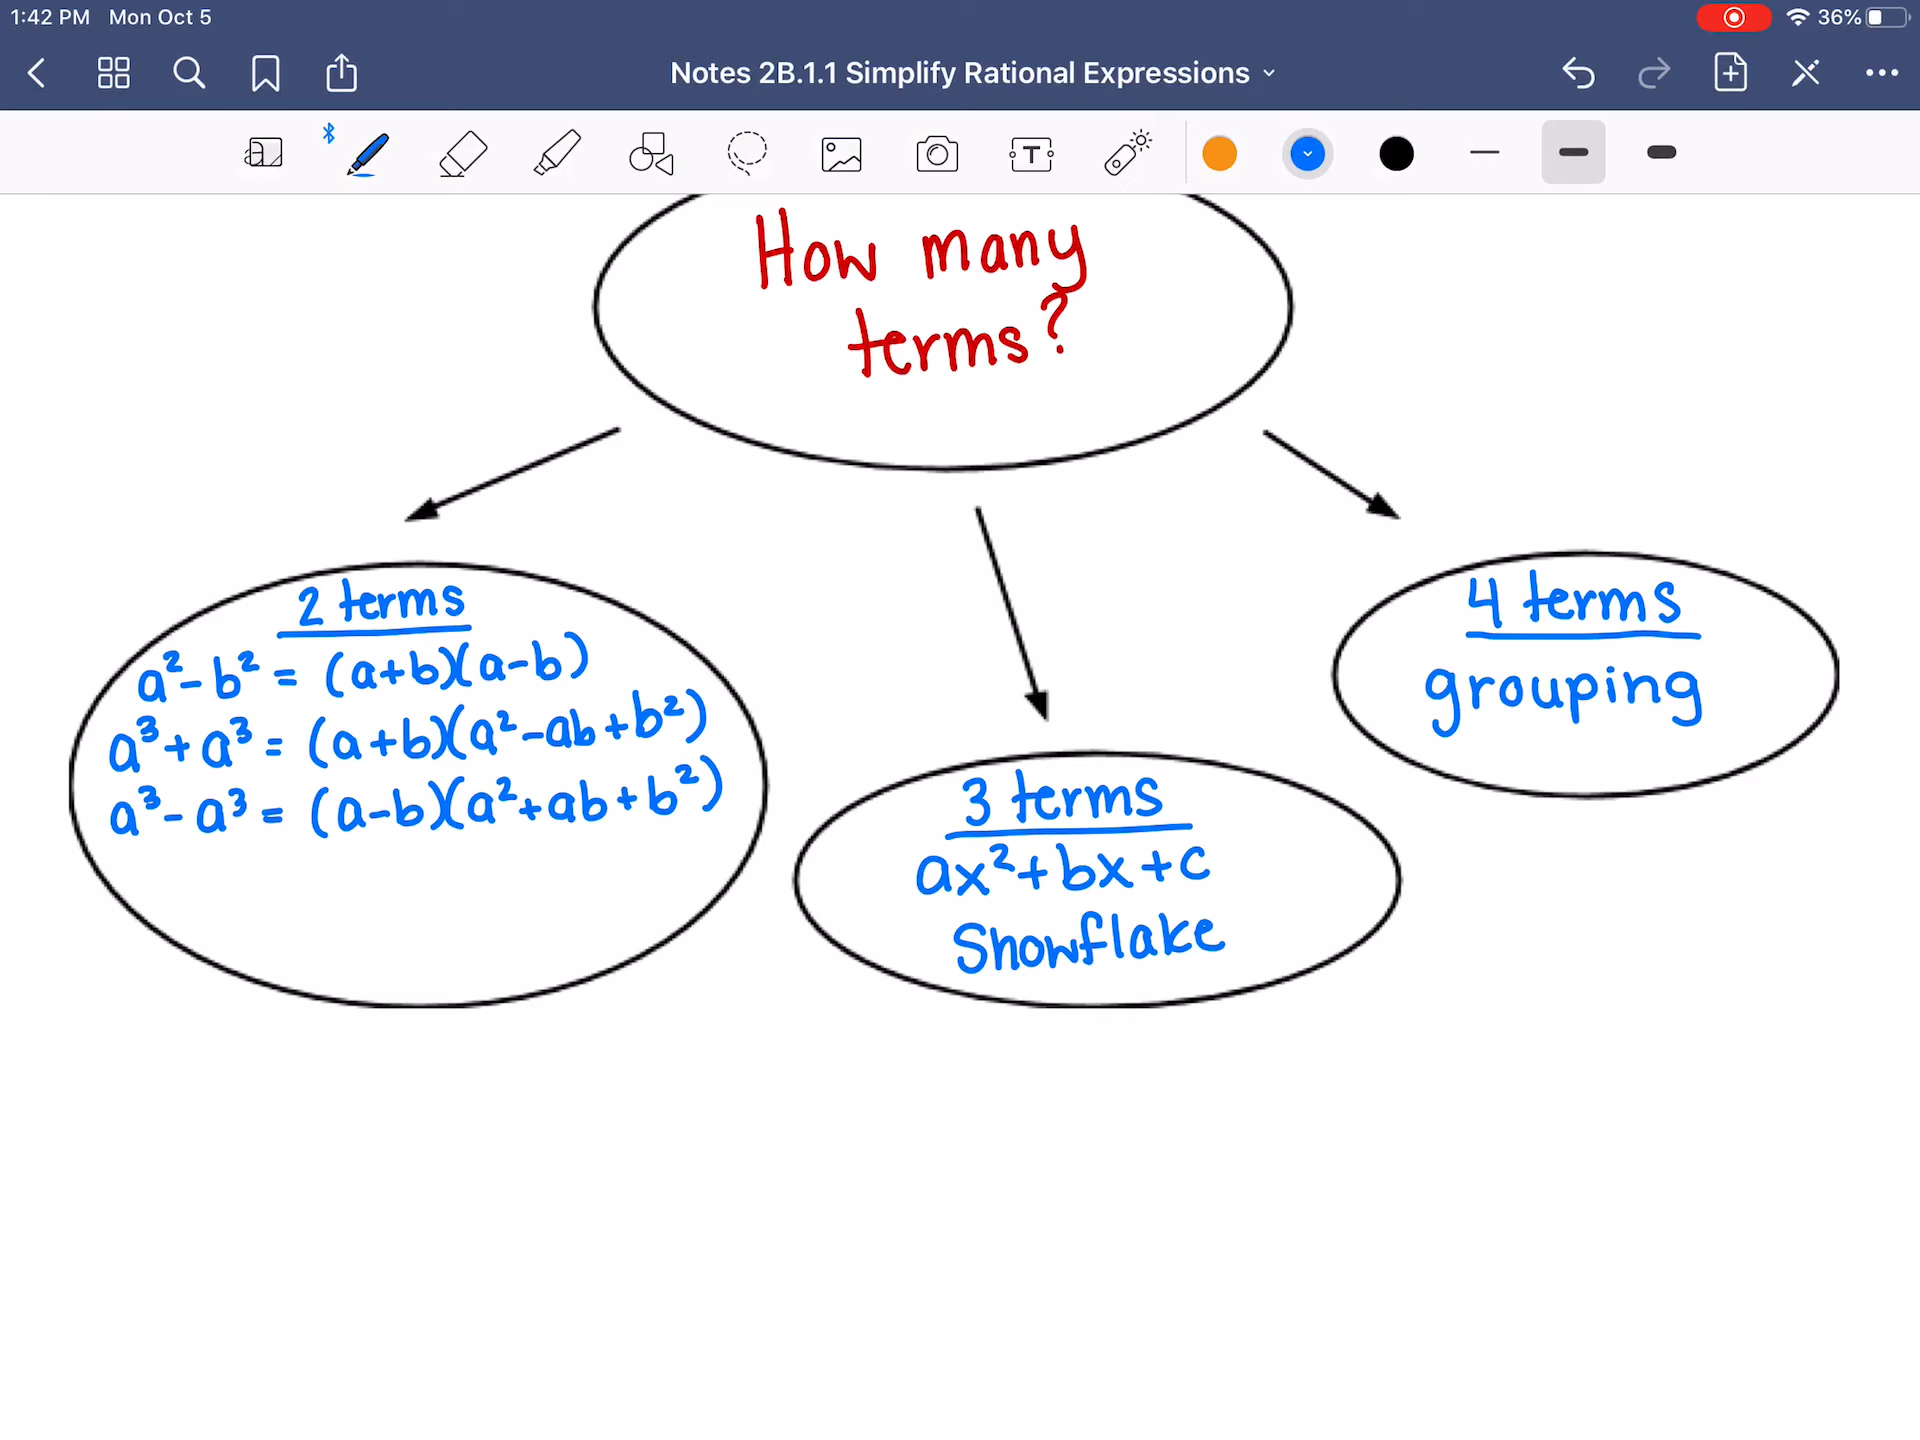 1:42 PM Mon Oct 5
36%
Notes 2B.1.1 Simplify Rational Expressions
a
T
How many
terms?
2 terms
a²-b² = (a+b)(a-b)
a³+a³ = (a+b)(a²-ab+b²)
a³-a³ = (a-b)(a²+ab+b²)
3 terms
ax²+bx+c
Snowflake
4 terms
grouping